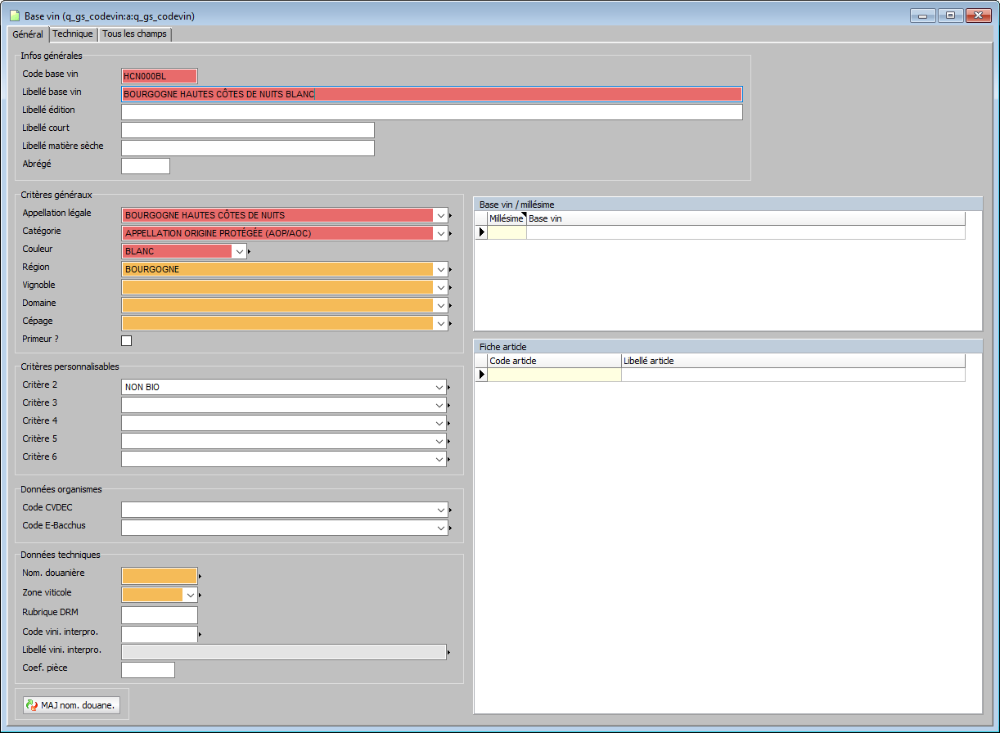 Base vin (q_gs_codevin:a:q_gs_codevin)
Général Technique Tous les champs
Infos générales
Code base vin HCN000BL
Libellé base vin BOURGOGNE HAUTES CÔTES DE NUITS BLANC
Libellé édition
Libellé court
Libellé matière sèche
Abrégé
Critères généraux
Appellation légale BOURGOGNE HAUTES CÔTES DE NUITS
Catégorie APPELLATION ORIGINE PROTÉGÉE (AOP/AOC)
Couleur BLANC
Région BOURGOGNE
Vignoble
Domaine
Cépage
Primeur ?
Critères personnalisables
Critère 2 NON BIO
Critère 3
Critère 4
Critère 5
Critère 6
Données organismes
Code CVDEC
Code E-Bacchus
Données techniques
Nom. douanière
Zone viticole
Rubrique DRM
Code vini. interpro.
Libellé vini. interpro.
Coef. pièce
MAJ nom. douane.
Base vin / millésime
Millésime Base vin
Fiche article
Code article Libellé article